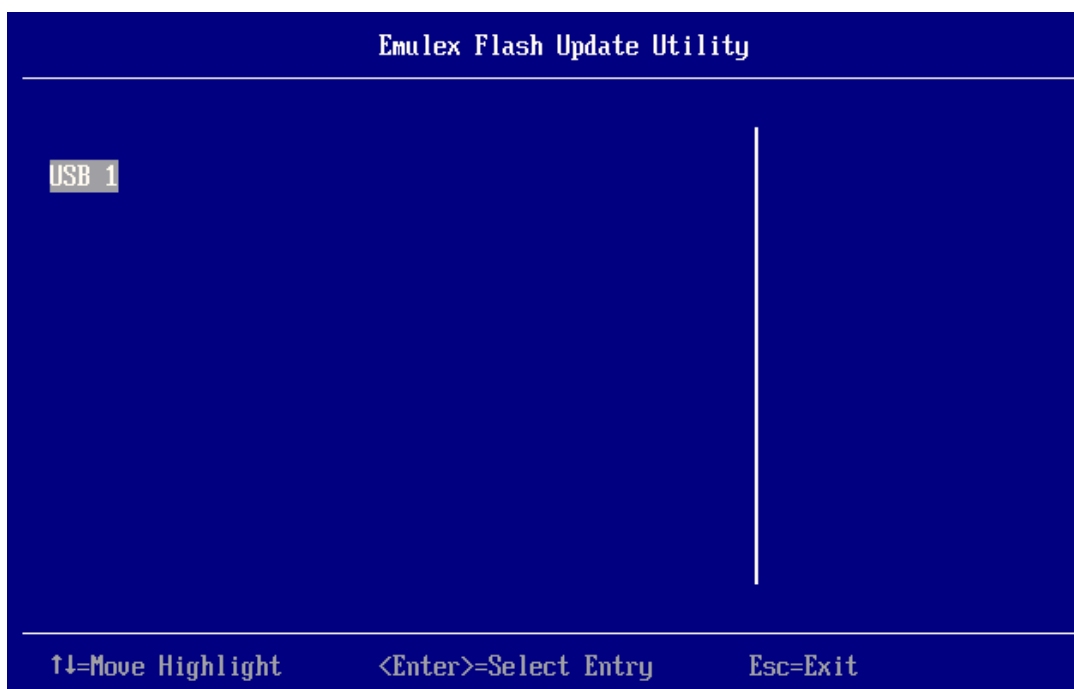 Emulex Flash Update Utility
USB 1
↑↓=Move Highlight <Enter>=Select Entry Esc=Exit